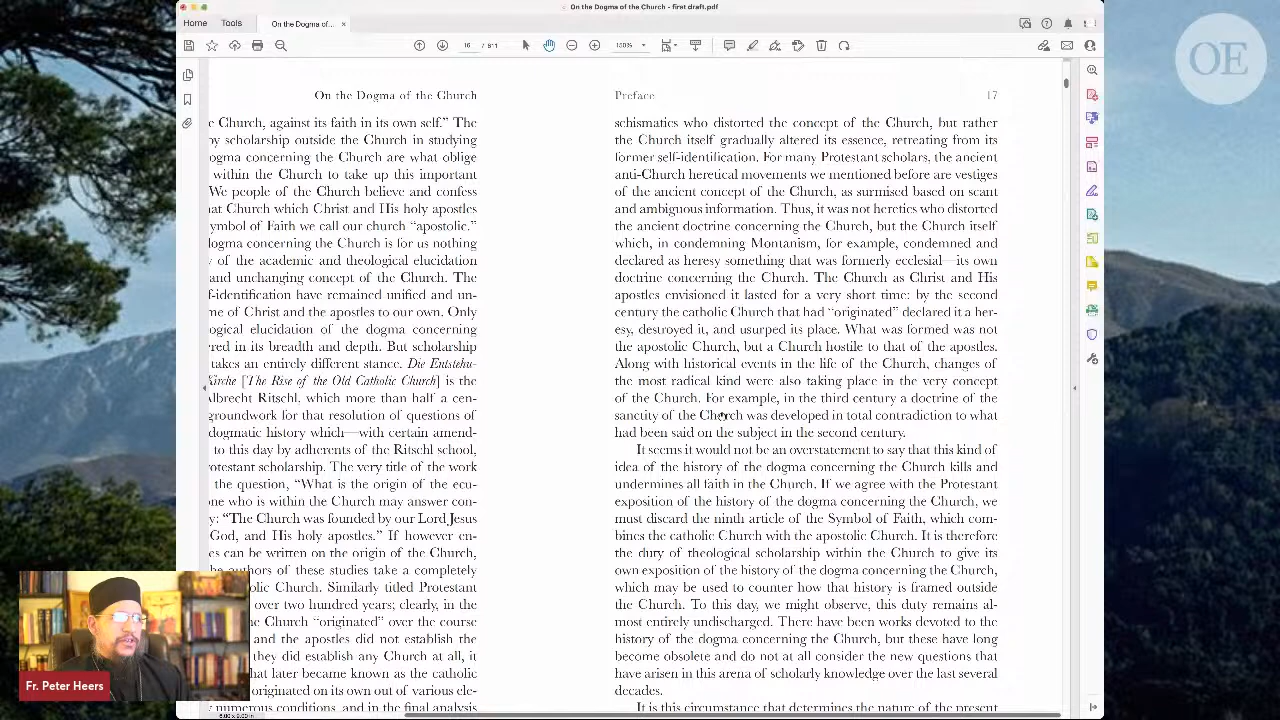 On the Dogma of the Church - first draft.pdf
Home Tools On the Dogma of... ×
16 / 911 150%
OE
On the Dogma of the Church
e Church, against its faith in its own self." The
by scholarship outside the Church in studying
ogma concerning the Church are what oblige
within the Church to take up this important
We people of the Church believe and confess
at Church which Christ and His holy apostles
ymbol of Faith we call our church "apostolic."
logma concerning the Church is for us nothing
of the academic and theological elucidation
and unchanging concept of the Church. The
f-identification have remained unified and un-
me of Christ and the apostles to our own. Only
ogical elucidation of the dogma concerning
red in its breadth and depth. But scholarship
takes an entirely different stance. Die Entstehu-
Kirche [The Rise of the Old Catholic Church] is the
Albrecht Ritschl, which more than half a cen-
groundwork for that resolution of questions of
dogmatic history which—with certain amend-
to this day by adherents of the Ritschl school,
rotestant scholarship. The very title of the work
the question, "What is the origin of the ecu-
one who is within the Church may answer con-
y: "The Church was founded by our Lord Jesus
God, and His holy apostles." If however en-
es can be written on the origin of the Church,
he authors of these studies take a completely
olic Church. Similarly titled Protestant
over two hundred years; clearly, in the
he Church "originated" over the course
and the apostles did not establish the
they did establish any Church at all, it
hat later became known as the catholic
originated on its own out of various ele-
numerous conditions, and in the final analysis
Preface 17
schismatics who distorted the concept of the Church, but rather
the Church itself gradually altered is essence, retreating from its
former self-identification. For many Protestant scholars, the ancient
anti-Church heretical movements we mentioned before are vestiges
of the ancient concept of the Church, as surmised based on scant
and ambiguous information. Thus, it was not heretics who distorted
the ancient doctrine concerning the Church, but the Church itself
which, in condemning Montanism for example, condemned and
declared as heresy something that was formerly ecclesial—its own
doctrine concerning the Church. The Church as Christ and His
apostles envisioned it lasted for a very short time: by the second
century the catholic Church that had "originated" declared it a her-
esy, destroyed it, and usurped its place. What was formed was not
the apostolic Church, but a Church hostile to that of the apostles.
Along with historical events in the life of the Church, changes of
the most radical kind were also taking place in the very concept
of the Church. For example, in the third century a doctrine of the
sanctity of the Church was developed in total contradiction to what
had been said on the subject in the second century.
It seems it would not be an overstatement to say that this kind of
idea of the history of the dogma concerning the Church kills and
undermines all faith in the Church. If we agree with the Protestant
exposition of the history of the dogma concerning the Church, we
must discard the ninth article of the Symbol of Faith, which com-
bines the catholic Church with the apostolic Church. It is therefore
the duty of theological scholarship within the Church to give its
own exposition of the history of the dogma concerning the Church,
which may be used to counter how that history is framed outside
the Church. To this day, we might observe, this duty remains al-
most entirely undischarged. There have been works devoted to the
history of the dogma concerning the Church, but these have long
become obsolete and do not at all consider the new questions that
have arisen in this arena of scholarly knowledge over the last several
decades.
It is this circumstance that determines the nature of the present
Fr. Peter Heers